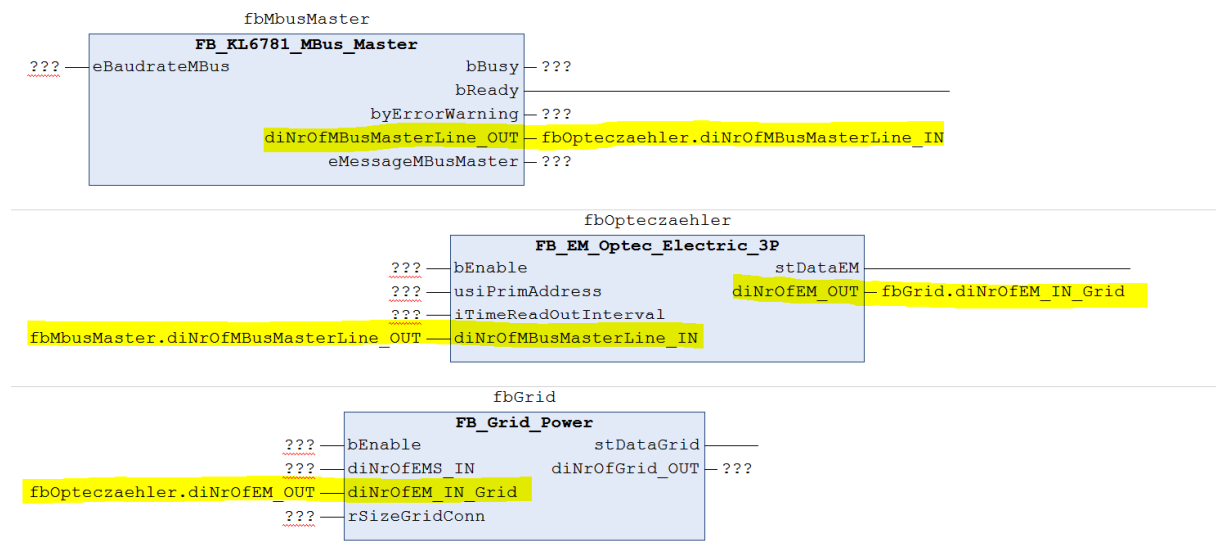 fbMbusMaster
FB_KL6781_MBus_Master
??? eBaudrateMBus bBusy ???
bReady
byErrorWarning ???
diNrOfMBusMasterLine_OUT fbOpteczaehler.diNrOfMBusMasterLine_IN
eMessageMBusMaster ???
fbOpteczaehler
FB_EM_Optec_Electric_3P
??? bEnable stDataEM
??? usiPrimAddress diNrOfEM_OUT fbGrid.diNrOfEM_IN_Grid
??? iTimeReadOutInterval
fbMbusMaster.diNrOfMBusMasterLine_OUT diNrOfMBusMasterLine_IN
fbGrid
FB_Grid_Power
??? bEnable stDataGrid
??? diNrOfEMS_IN diNrOfGrid_OUT ???
fbOpteczaehler.diNrOfEM_OUT diNrOfEM_IN_Grid
??? rSizeGridConn